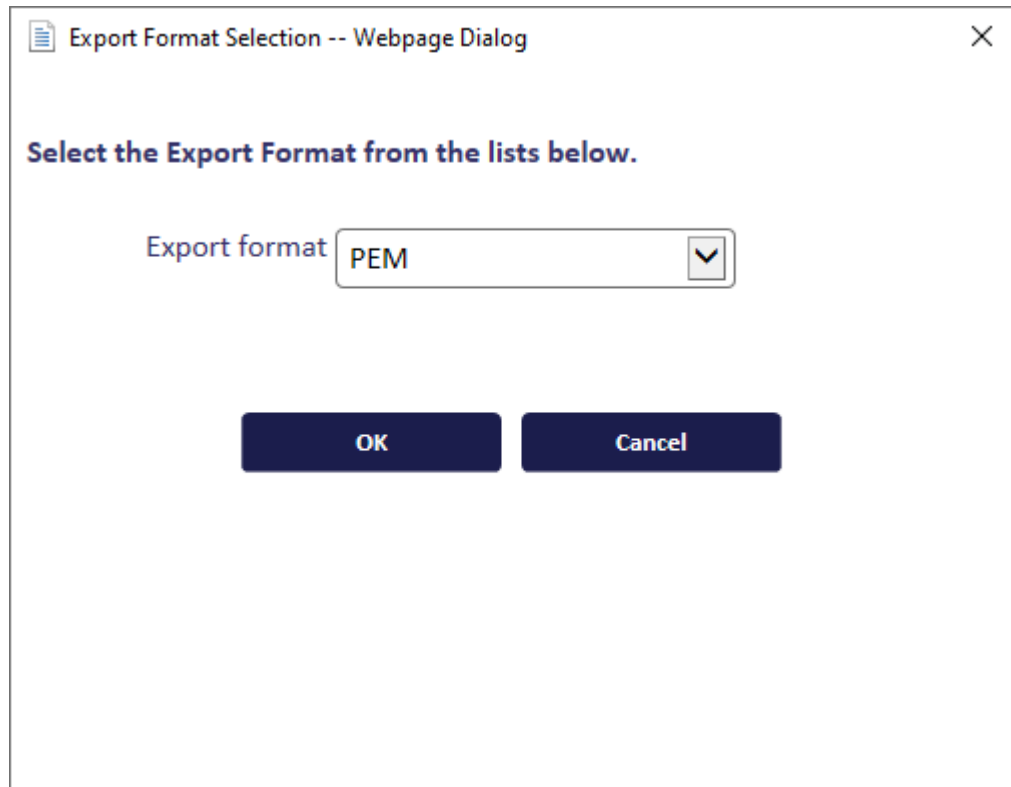 Export Format Selection -- Webpage Dialog
Select the Export Format from the lists below.
Export format PEM
OK Cancel